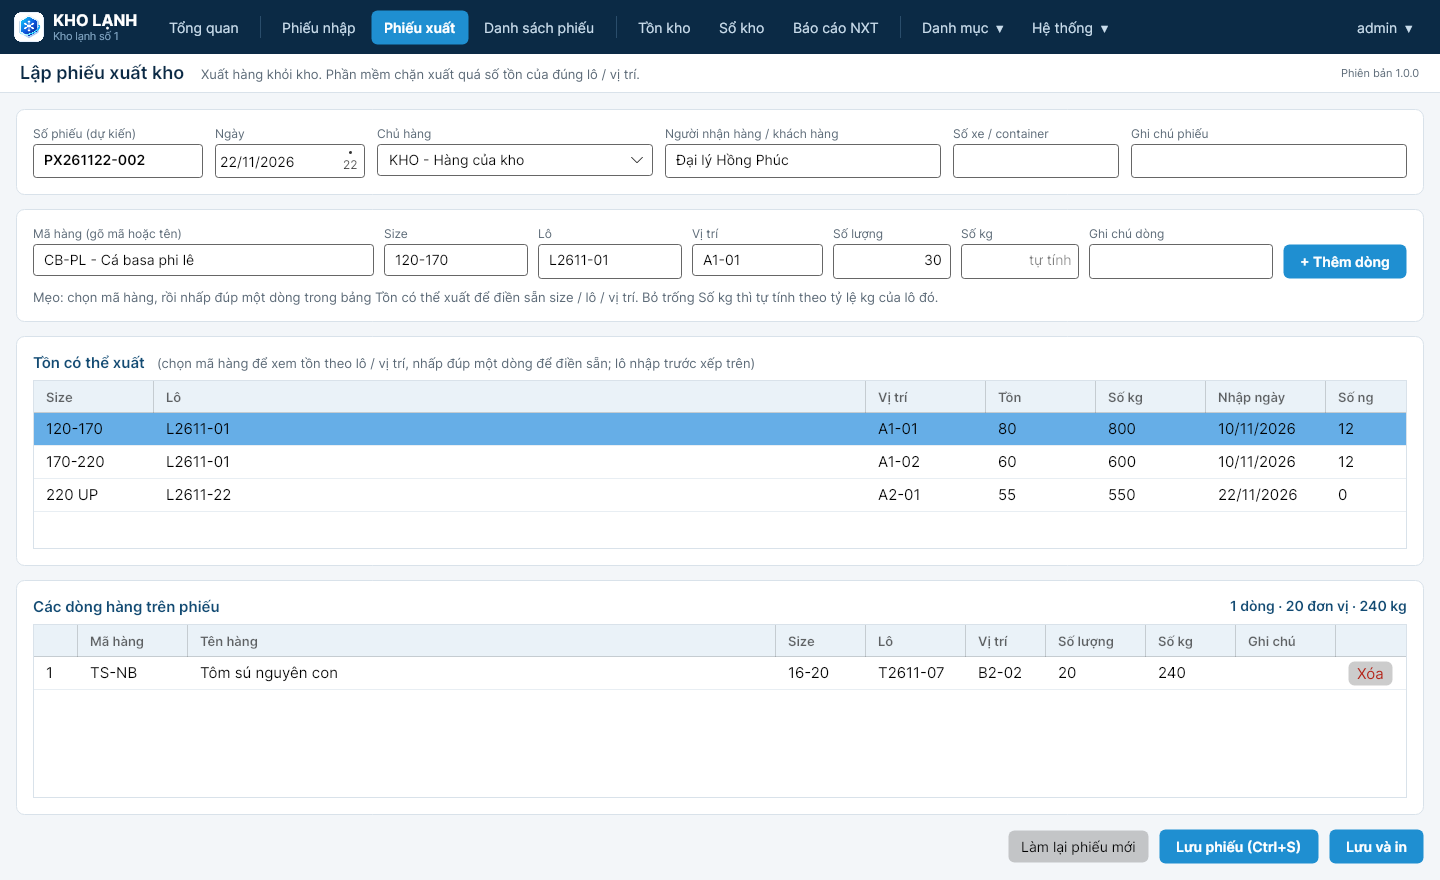 KHO LẠNH
Kho lạnh số 1
Tổng quan
Phiếu nhập
Phiếu xuất
Danh sách phiếu
Tồn kho
Sổ kho
Báo cáo NXT
Danh mục ▾
Hệ thống ▾
admin ▾
Lập phiếu xuất kho
Xuất hàng khỏi kho. Phần mềm chặn xuất quá số tồn của đúng lô / vị trí.
Phiên bản 1.0.0
Số phiếu (dự kiến)
Ngày
Chủ hàng
Người nhận hàng / khách hàng
Số xe / container
Ghi chú phiếu
PX261122-002
22/11/2026
22
KHO - Hàng của kho
Đại lý Hồng Phúc
Mã hàng (gõ mã hoặc tên)
Size
Lô
Vị trí
Số lượng
Số kg
Ghi chú dòng
CB-PL - Cá basa phi lê
120-170
L2611-01
A1-01
30
tự tính
+ Thêm dòng
Mẹo: chọn mã hàng, rồi nhấp đúp một dòng trong bảng Tồn có thể xuất để điền sẵn size / lô / vị trí. Bỏ trống Số kg thì tự tính theo tỷ lệ kg của lô đó.
Tồn có thể xuất (chọn mã hàng để xem tồn theo lô / vị trí, nhấp đúp một dòng để điền sẵn; lô nhập trước xếp trên)
Size Lô Vị trí Tồn Số kg Nhập ngày Số ng
120-170 L2611-01 A1-01 80 800 10/11/2026 12
170-220 L2611-01 A1-02 60 600 10/11/2026 12
220 UP L2611-22 A2-01 55 550 22/11/2026 0
Các dòng hàng trên phiếu
1 dòng · 20 đơn vị · 240 kg
Mã hàng Tên hàng Size Lô Vị trí Số lượng Số kg Ghi chú
1 TS-NB Tôm sú nguyên con 16-20 T2611-07 B2-02 20 240 Xóa
Làm lại phiếu mới
Lưu phiếu (Ctrl+S)
Lưu và in